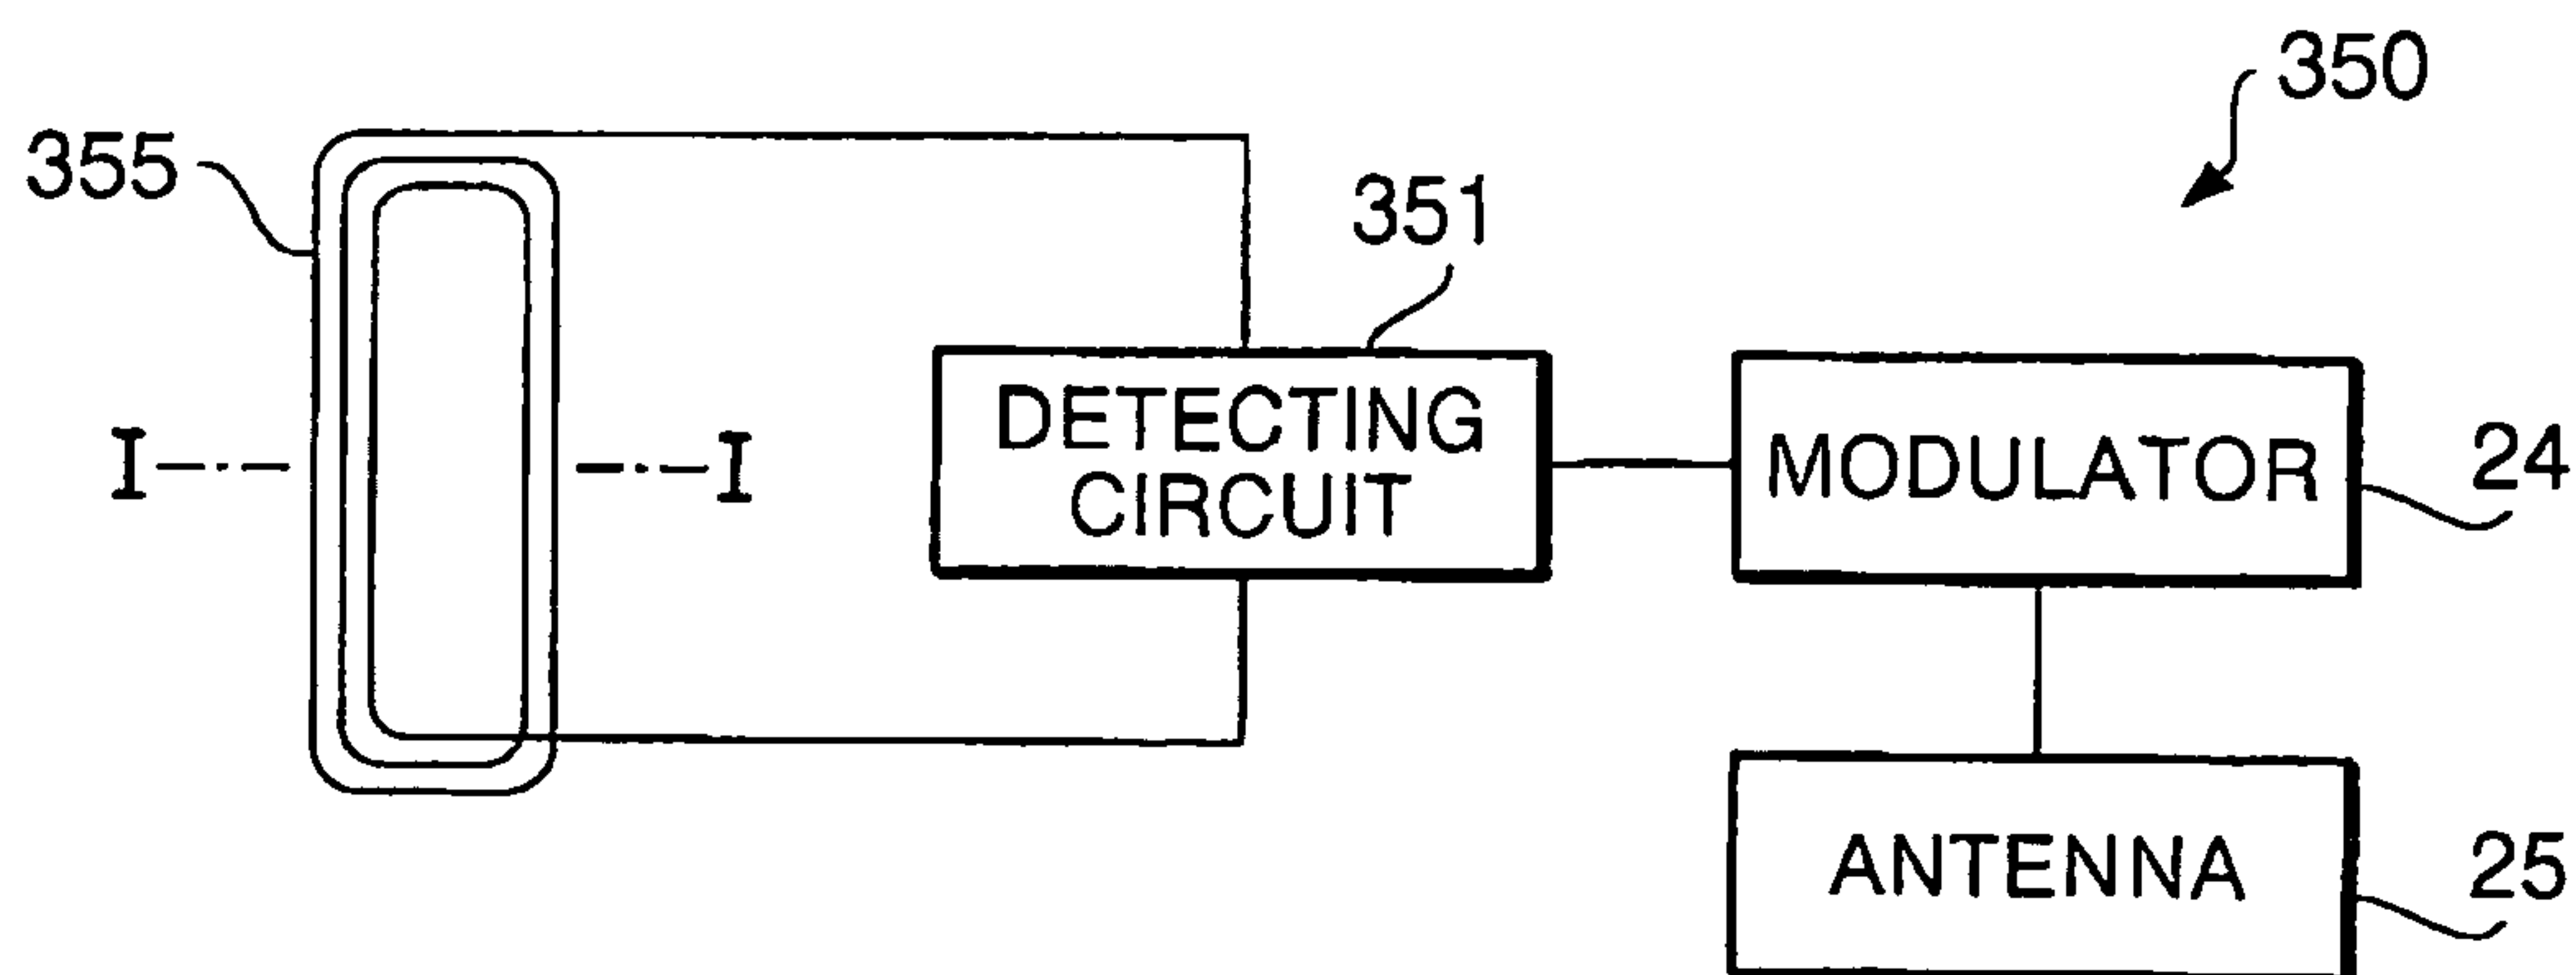 350
355
351
DETECTING
CIRCUIT
MODULATOR
24
I I
ANTENNA
25